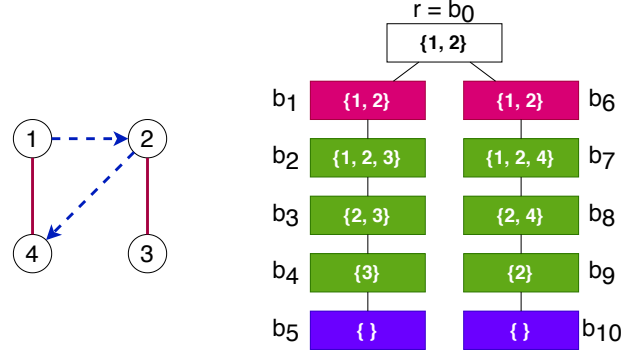 r = b0
{1, 2}
b1 {1, 2} {1, 2} b6
b2 {1, 2, 3} {1, 2, 4} b7
b3 {2, 3} {2, 4} b8
b4 {3} {2} b9
b5 { } { } b10
1 2
4 3